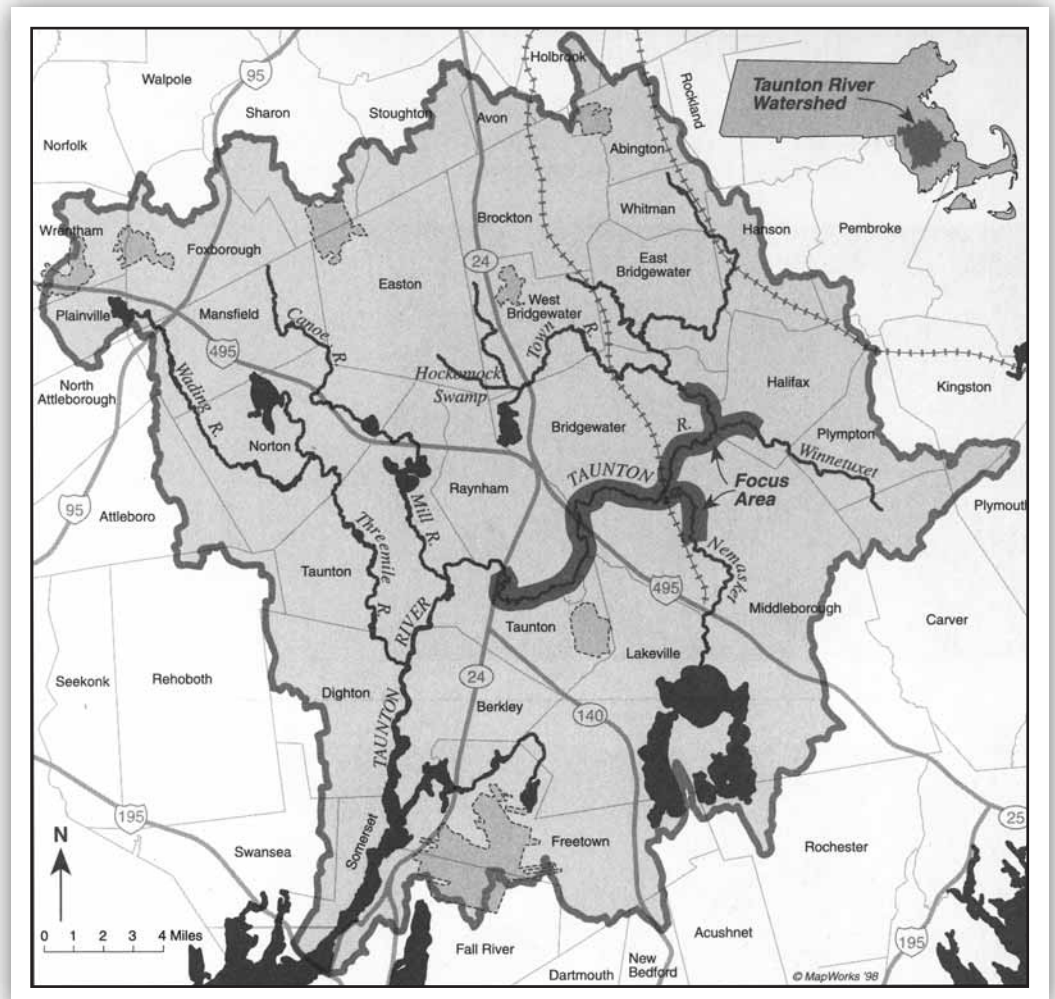 Holbrook
Walpole
95
Rockland
Taunton River
Watershed
Sharon
Stoughton
Avon
Norfolk
Abington
Wrentham
Foxborough
Brockton
Whitman
Hanson
Pembroke
24
East
Bridgewater
Easton
Plainville
Mansfield
West
Bridgewater
Canoe R.
Town R.
495
North
Attleborough
Wading R.
Hockomock
Swamp
Halifax
Kingston
Norton
Bridgewater
Plympton
R.
Winnetuxet
TAUNTON
Focus
Area
Raynham
95
Attleboro
Mill R.
Plymouth
Threemile R.
Nemasket
Taunton
495
Middleborough
RIVER
Taunton
Carver
Lakeville
Seekonk
Rehoboth
24
Dighton
Berkley
140
TAUNTON
195
25
N
Somerset
Freetown
Swansea
Rochester
0 1 2 3 4 Miles
Fall River
Acushnet
195
New
Bedford
Dartmouth
© MapWorks '98